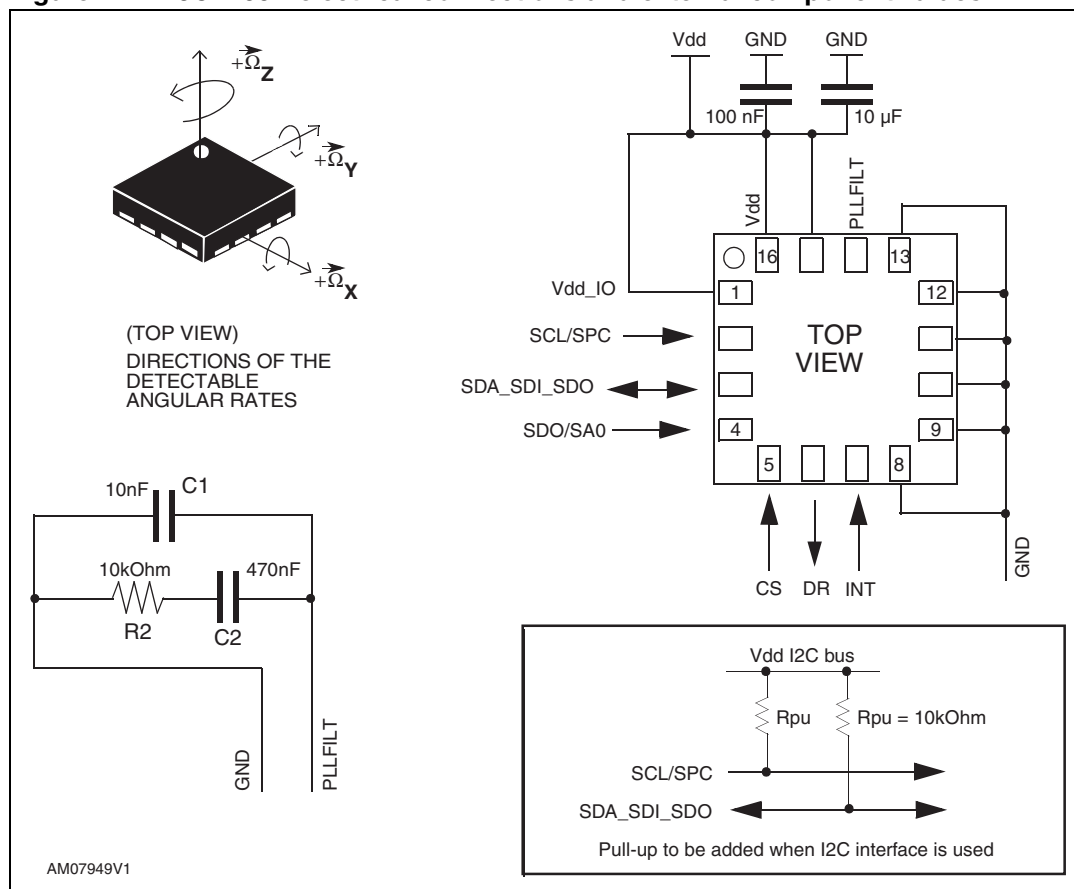 +Ω Z
+Ω Y
+Ω X
(TOP VIEW)
DIRECTIONS OF THE
DETECTABLE
ANGULAR RATES
Vdd
GND
GND
100 nF
10 µF
Vdd
PLLFILT
16
13
1
12
Vdd_IO
SCL/SPC
TOP
VIEW
SDA_SDI_SDO
SDO/SA0
4
9
5
8
CS
DR
INT
GND
10nF
C1
10kOhm
470nF
R2
C2
GND
PLLFILT
Vdd I2C bus
Rpu
Rpu = 10kOhm
SCL/SPC
SDA_SDI_SDO
Pull-up to be added when I2C interface is used
AM07949V1